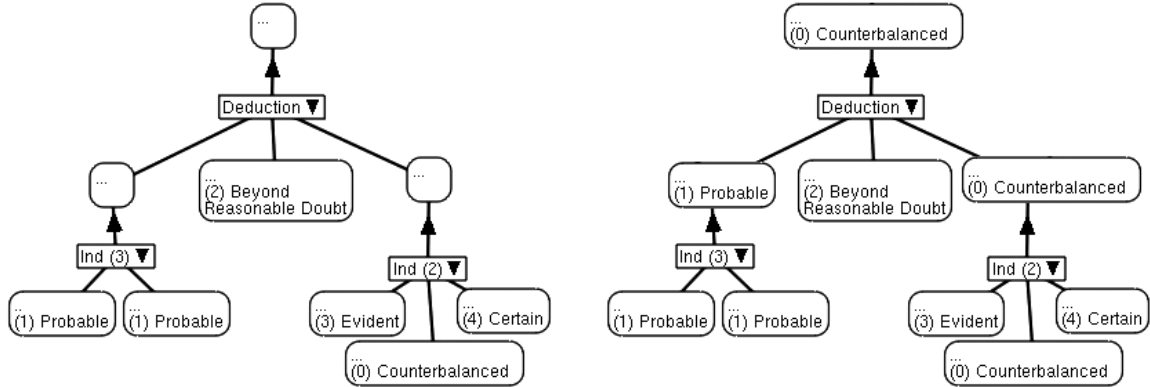 ...
Deduction ▼
...
...
(2) Beyond
Reasonable Doubt
...
Ind (3) ▼
Ind (2) ▼
..
(1) Probable
...
(1) Probable
...
(3) Evident
...
(4) Certain
...
(0) Counterbalanced
...
(0) Counterbalanced
Deduction ▼
...
(1) Probable
...
(2) Beyond
Reasonable Doubt
...
(0) Counterbalanced
Ind (3) ▼
Ind (2) ▼
..
(1) Probable
...
(1) Probable
...
(3) Evident
...
(4) Certain
...
(0) Counterbalanced